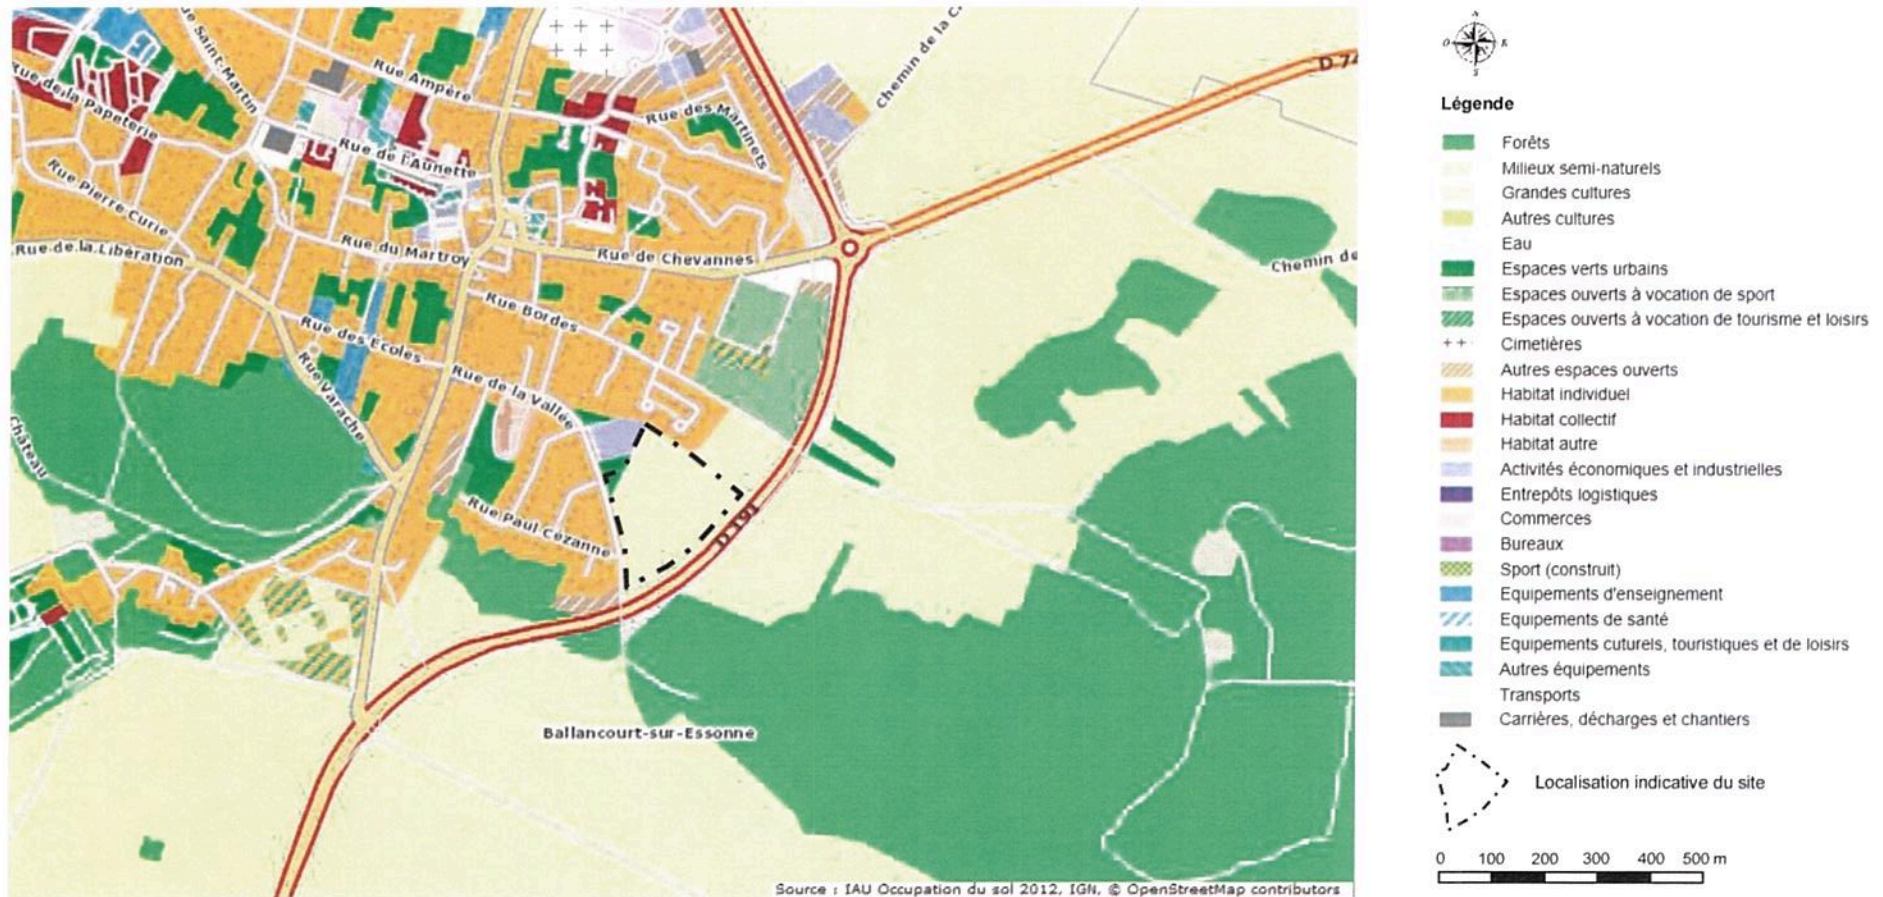 Rue Saint-Martin
Rue de la Papeterie
Rue Ampère
Rue des Martinets
Chemin de la C.
D 74
Rue de l'Aunette
Rue Pierre Curie
Rue de la Libération
Rue du Martroy
Rue de Chevannes
Chemin de
Rue Bordes
Rue des Ecoles
Rue Varache
Rue de la Vallée
Château
Rue Paul Cézanne
D 191
Ballancourt-sur-Essonne
Source : IAU Occupation du sol 2012, IGN, © OpenStreetMap contributors
N
O E
S
Légende
Forêts
Milieux semi-naturels
Grandes cultures
Autres cultures
Eau
Espaces verts urbains
Espaces ouverts à vocation de sport
Espaces ouverts à vocation de tourisme et loisirs
Cimetières
Autres espaces ouverts
Habitat individuel
Habitat collectif
Habitat autre
Activités économiques et industrielles
Entrepôts logistiques
Commerces
Bureaux
Sport (construit)
Equipements d'enseignement
Equipements de santé
Equipements cuturels, touristiques et de loisirs
Autres équipements
Transports
Carrières, décharges et chantiers
Localisation indicative du site
0 100 200 300 400 500 m